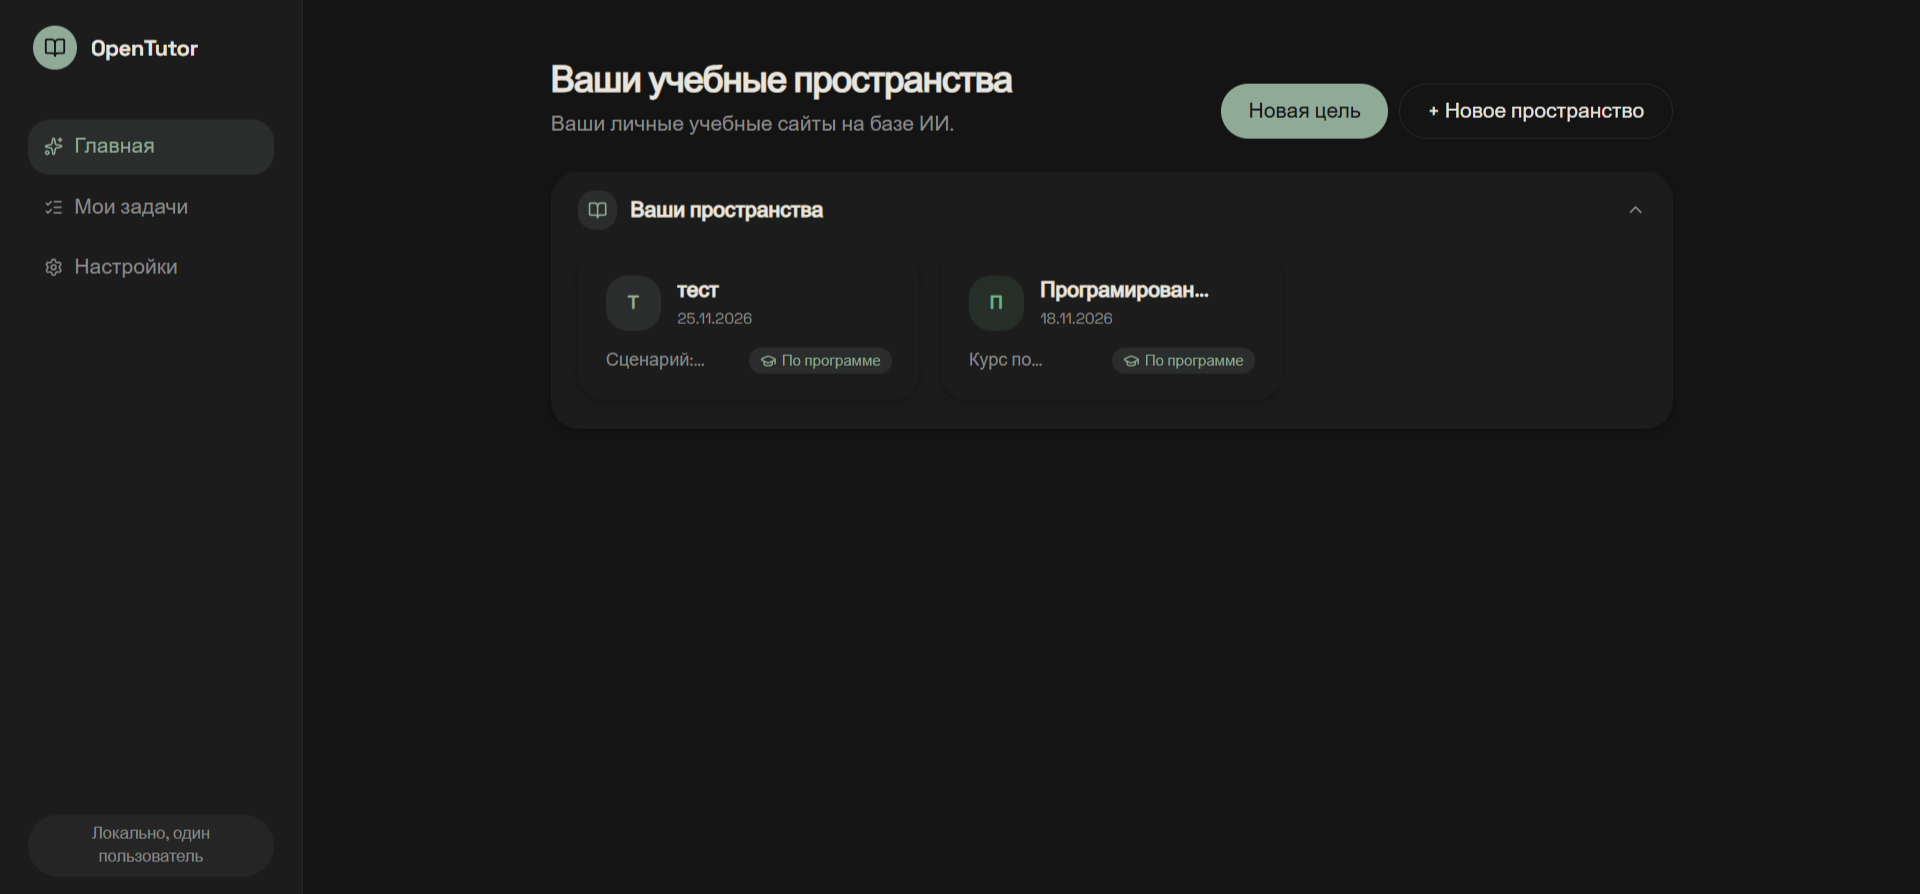 OpenTutor
Главная
Мои задачи
Настройки
Локально, один
пользователь
Ваши учебные пространства
Ваши личные учебные сайты на базе ИИ.
Новая цель
+ Новое пространство
Ваши пространства
Т
тест
25.11.2026
Сценарий:...
По программе
П
Програмирован...
18.11.2026
Курс по...
По программе